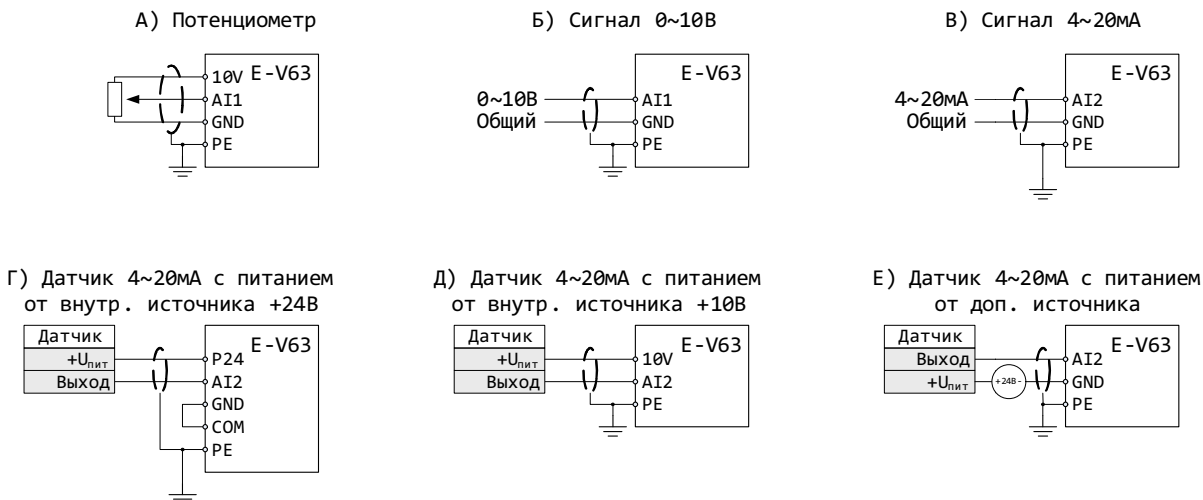 А) Потенциометр
10V E-V63
AI1
GND
PE
Б) Сигнал 0~10В
E-V63
0~10В AI1
Общий GND
PE
В) Сигнал 4~20мА
E-V63
4~20мА AI2
Общий GND
PE
Г) Датчик 4~20мА с питанием
от внутр. источника +24В
Датчик E-V63
+Uпит P24
Выход AI2
GND
COM
PE
Д) Датчик 4~20мА с питанием
от внутр. источника +10В
Датчик E-V63
+Uпит 10V
Выход AI2
PE
Е) Датчик 4~20мА с питанием
от доп. источника
Датчик E-V63
Выход AI2
+Uпит +24В- GND
PE